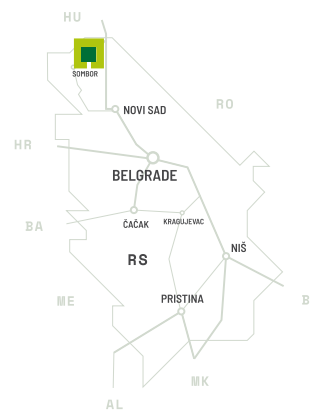 HU
SOMBOR
RO
NOVI SAD
HR
BELGRADE
BA
ČAČAK
KRAGUJEVAC
NIŠ
RS
ME
PRISTINA
B
MK
AL